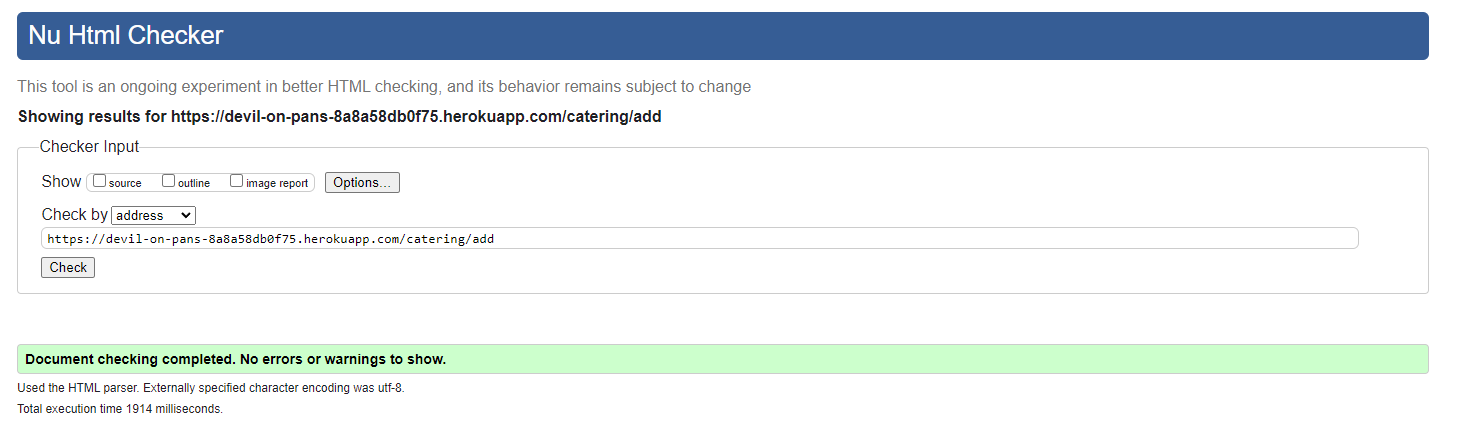 Nu Html Checker
This tool is an ongoing experiment in better HTML checking, and its behavior remains subject to change
Showing results for https://devil-on-pans-8a8a58db0f75.herokuapp.com/catering/add
Checker Input
Show source outline image report Options...
Check by address
https://devil-on-pans-8a8a58db0f75.herokuapp.com/catering/add
Check
Document checking completed. No errors or warnings to show.
Used the HTML parser. Externally specified character encoding was utf-8.
Total execution time 1914 milliseconds.